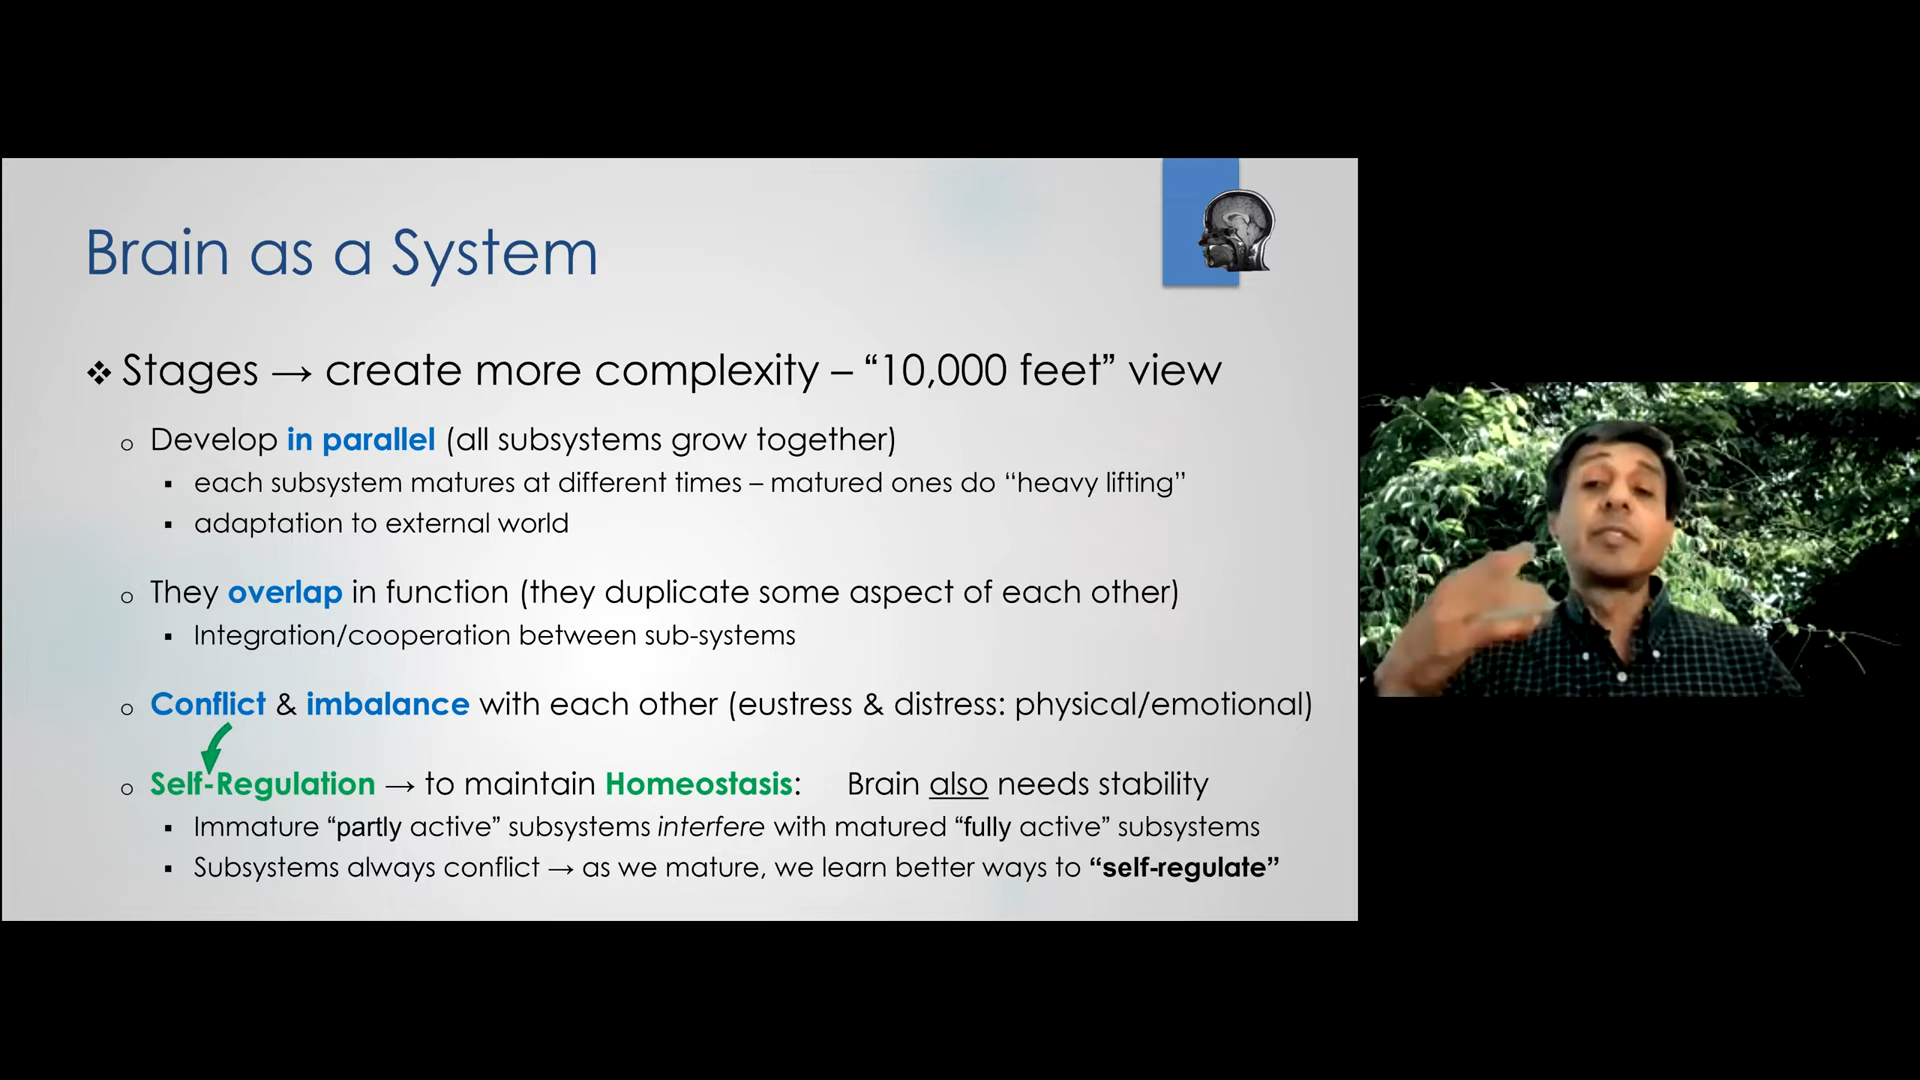 Brain as a System
❖ Stages → create more complexity – “10,000 feet” view
o Develop in parallel (all subsystems grow together)
▪ each subsystem matures at different times – matured ones do “heavy lifting”
▪ adaptation to external world
o They overlap in function (they duplicate some aspect of each other)
▪ Integration/cooperation between sub-systems
o Conflict & imbalance with each other (eustress & distress: physical/emotional)
o Self-Regulation → to maintain Homeostasis: Brain also needs stability
▪ Immature “partly active” subsystems interfere with matured “fully active” subsystems
▪ Subsystems always conflict → as we mature, we learn better ways to “self-regulate”